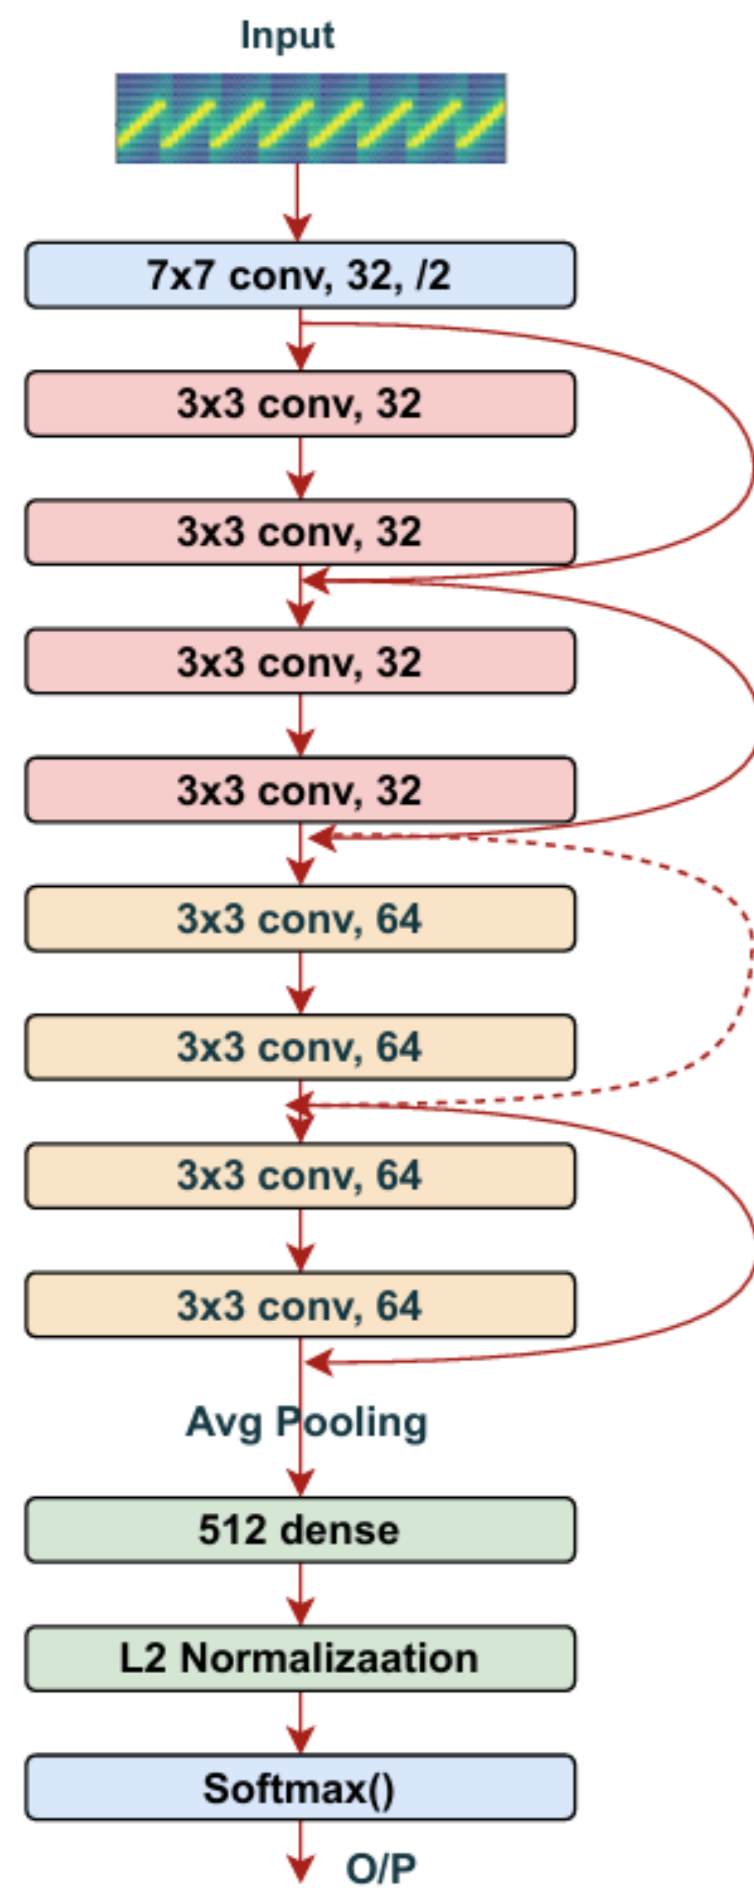 Input
7x7 conv, 32, /2
3x3 conv, 32
3x3 conv, 32
3x3 conv, 32
3x3 conv, 32
3x3 conv, 64
3x3 conv, 64
3x3 conv, 64
3x3 conv, 64
Avg Pooling
512 dense
L2 Normalizaation
Softmax()
O/P